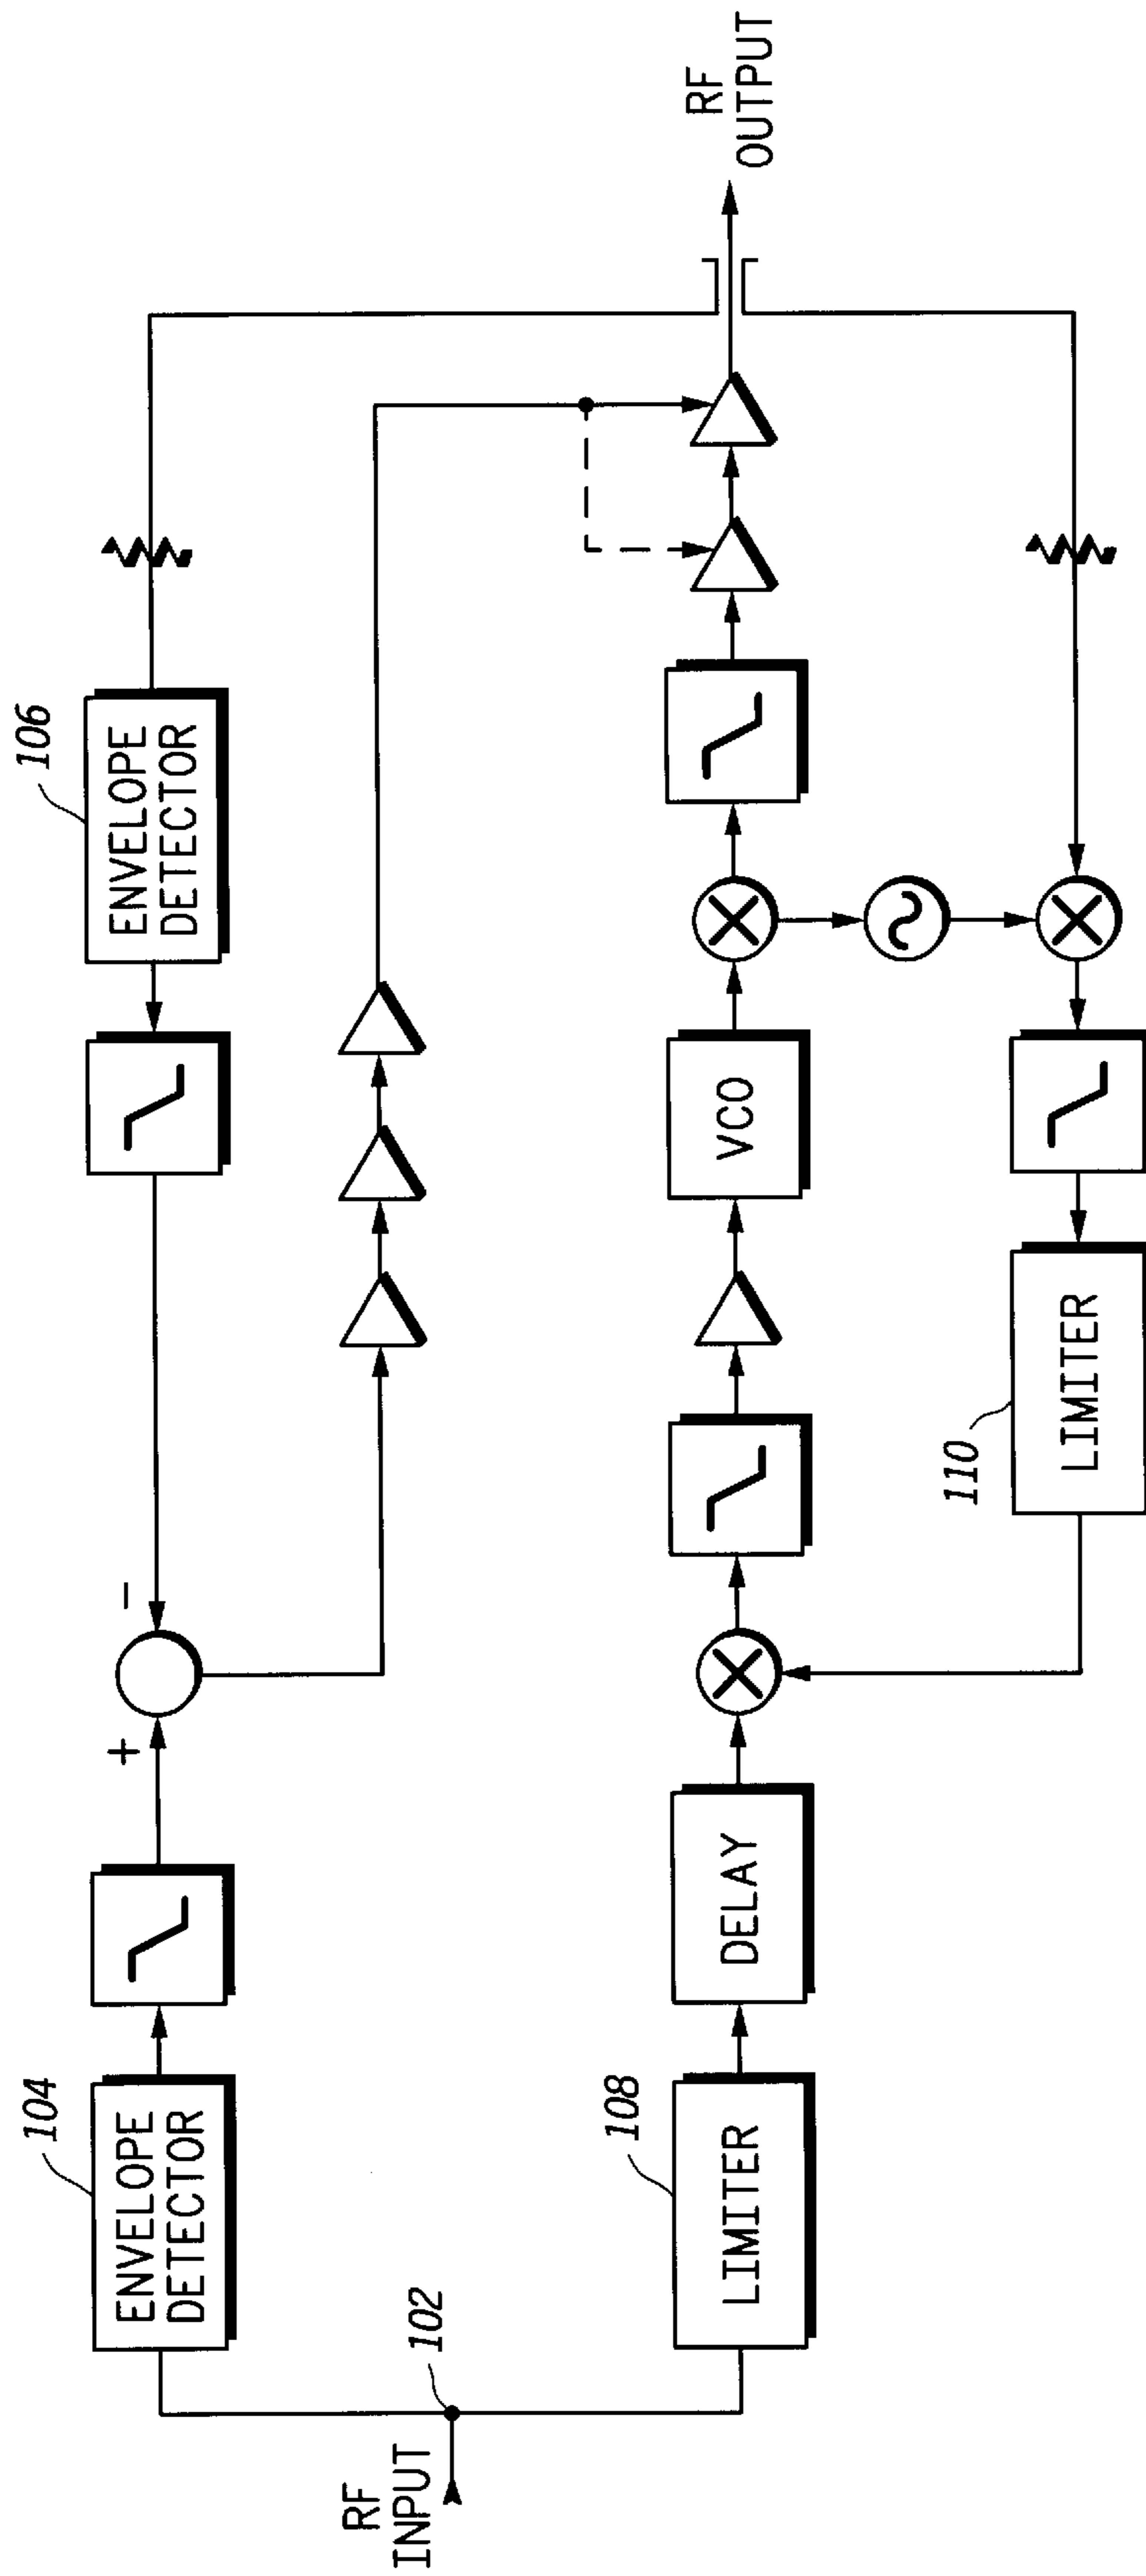 104
ENVELOPE
DETECTOR
+
−
106
ENVELOPE
DETECTOR
RF
INPUT
102
108
LIMITER
DELAY
VCO
RF
OUTPUT
110
LIMITER